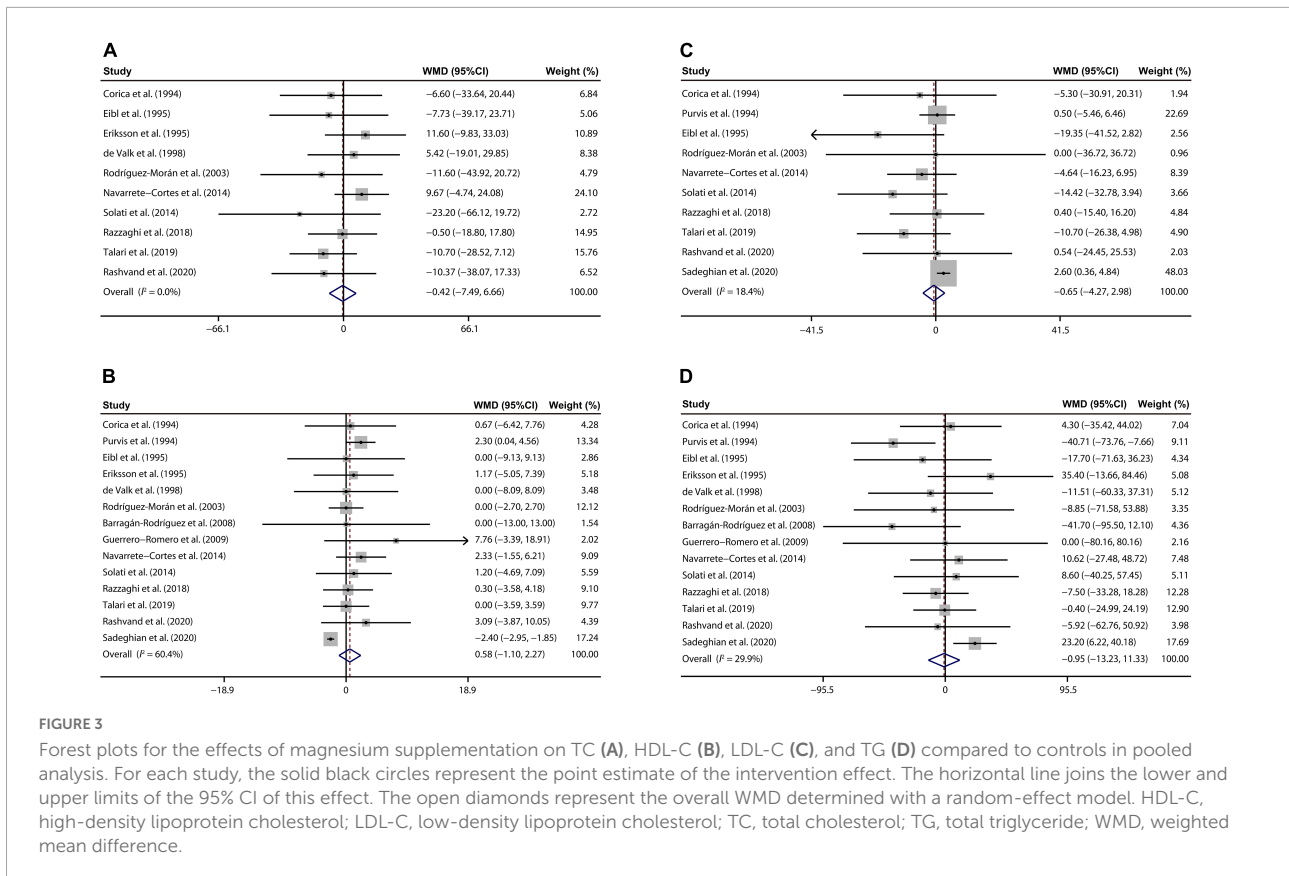 A
Study WMD (95%CI) Weight (%)
Corica et al. (1994) −6.60 (−33.64, 20.44) 6.84
Eibl et al. (1995) −7.73 (−39.17, 23.71) 5.06
Eriksson et al. (1995) 11.60 (−9.83, 33.03) 10.89
de Valk et al. (1998) 5.42 (−19.01, 29.85) 8.38
Rodríguez-Morán et al. (2003) −11.60 (−43.92, 20.72) 4.79
Navarrete−Cortes et al. (2014) 9.67 (−4.74, 24.08) 24.10
Solati et al. (2014) −23.20 (−66.12, 19.72) 2.72
Razzaghi et al. (2018) −0.50 (−18.80, 17.80) 14.95
Talari et al. (2019) −10.70 (−28.52, 7.12) 15.76
Rashvand et al. (2020) −10.37 (−38.07, 17.33) 6.52
Overall (I² = 0.0%) −0.42 (−7.49, 6.66) 100.00
−66.1 0 66.1
C
Study WMD (95%CI) Weight (%)
Corica et al. (1994) −5.30 (−30.91, 20.31) 1.94
Purvis et al. (1994) 0.50 (−5.46, 6.46) 22.69
Eibl et al. (1995) −19.35 (−41.52, 2.82) 2.56
Rodríguez-Morán et al. (2003) 0.00 (−36.72, 36.72) 0.96
Navarrete-Cortes et al. (2014) −4.64 (−16.23, 6.95) 8.39
Solati et al. (2014) −14.42 (−32.78, 3.94) 3.66
Razzaghi et al. (2018) 0.40 (−15.40, 16.20) 4.84
Talari et al. (2019) −10.70 (−26.38, 4.98) 4.90
Rashvand et al. (2020) 0.54 (−24.45, 25.53) 2.03
Sadeghian et al. (2020) 2.60 (0.36, 4.84) 48.03
Overall (I² = 18.4%) −0.65 (−4.27, 2.98) 100.00
−41.5 0 41.5
B
Study WMD (95%CI) Weight (%)
Corica et al. (1994) 0.67 (−6.42, 7.76) 4.28
Purvis et al. (1994) 2.30 (0.04, 4.56) 13.34
Eibl et al. (1995) 0.00 (−9.13, 9.13) 2.86
Eriksson et al. (1995) 1.17 (−5.05, 7.39) 5.18
de Valk et al. (1998) 0.00 (−8.09, 8.09) 3.48
Rodríguez-Morán et al. (2003) 0.00 (−2.70, 2.70) 12.12
Barragán-Rodríguez et al. (2008) 0.00 (−13.00, 13.00) 1.54
Guerrero-Romero et al. (2009) 7.76 (−3.39, 18.91) 2.02
Navarrete-Cortes et al. (2014) 2.33 (−1.55, 6.21) 9.09
Solati et al. (2014) 1.20 (−4.69, 7.09) 5.59
Razzaghi et al. (2018) 0.30 (−3.58, 4.18) 9.10
Talari et al. (2019) 0.00 (−3.59, 3.59) 9.77
Rashvand et al. (2020) 3.09 (−3.87, 10.05) 4.39
Sadeghian et al. (2020) −2.40 (−2.95, −1.85) 17.24
Overall (I² = 60.4%) 0.58 (−1.10, 2.27) 100.00
−18.9 0 18.9
D
Study WMD (95%CI) Weight (%)
Corica et al. (1994) 4.30 (−35.42, 44.02) 7.04
Purvis et al. (1994) −40.71 (−73.76, −7.66) 9.11
Eibl et al. (1995) −17.70 (−71.63, 36.23) 4.34
Eriksson et al. (1995) 35.40 (−13.66, 84.46) 5.08
de Valk et al. (1998) −11.51 (−60.33, 37.31) 5.12
Rodríguez-Morán et al. (2003) −8.85 (−71.58, 53.88) 3.35
Barragán-Rodríguez et al. (2008) −41.70 (−95.50, 12.10) 4.36
Guerrero−Romero et al. (2009) 0.00 (−80.16, 80.16) 2.16
Navarrete−Cortes et al. (2014) 10.62 (−27.48, 48.72) 7.48
Solati et al. (2014) 8.60 (−40.25, 57.45) 5.11
Razzaghi et al. (2018) −7.50 (−33.28, 18.28) 12.28
Talari et al. (2019) −0.40 (−24.99, 24.19) 12.90
Rashvand et al. (2020) −5.92 (−62.76, 50.92) 3.98
Sadeghian et al. (2020) 23.20 (6.22, 40.18) 17.69
Overall (I² = 29.9%) −0.95 (−13.23, 11.33) 100.00
−95.5 0 95.5
FIGURE 3
Forest plots for the effects of magnesium supplementation on TC (A), HDL-C (B), LDL-C (C), and TG (D) compared to controls in pooled
analysis. For each study, the solid black circles represent the point estimate of the intervention effect. The horizontal line joins the lower and
upper limits of the 95% CI of this effect. The open diamonds represent the overall WMD determined with a random-effect model. HDL-C,
high-density lipoprotein cholesterol; LDL-C, low-density lipoprotein cholesterol; TC, total cholesterol; TG, total triglyceride; WMD, weighted
mean difference.